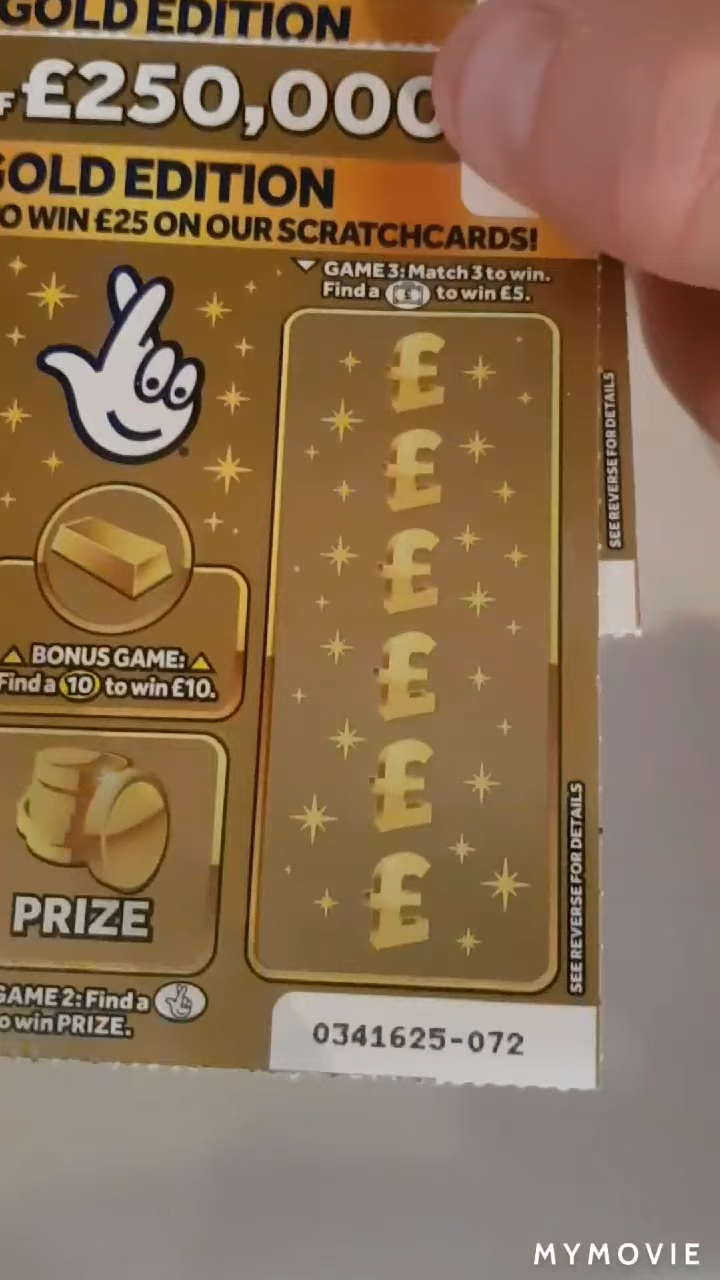 GOLD EDITION
£250,000
GOLD EDITION
TO WIN £25 ON OUR SCRATCHCARDS!
GAME 3: Match 3 to win.
Find a to win £5.
£
£
£
£
£
£
BONUS GAME:
Find a 10 to win £10.
PRIZE
GAME 2: Find a
to win PRIZE.
0341625-072
SEE REVERSE FOR DETAILS
SEE REVERSE FOR DETAILS
MYMOVIE